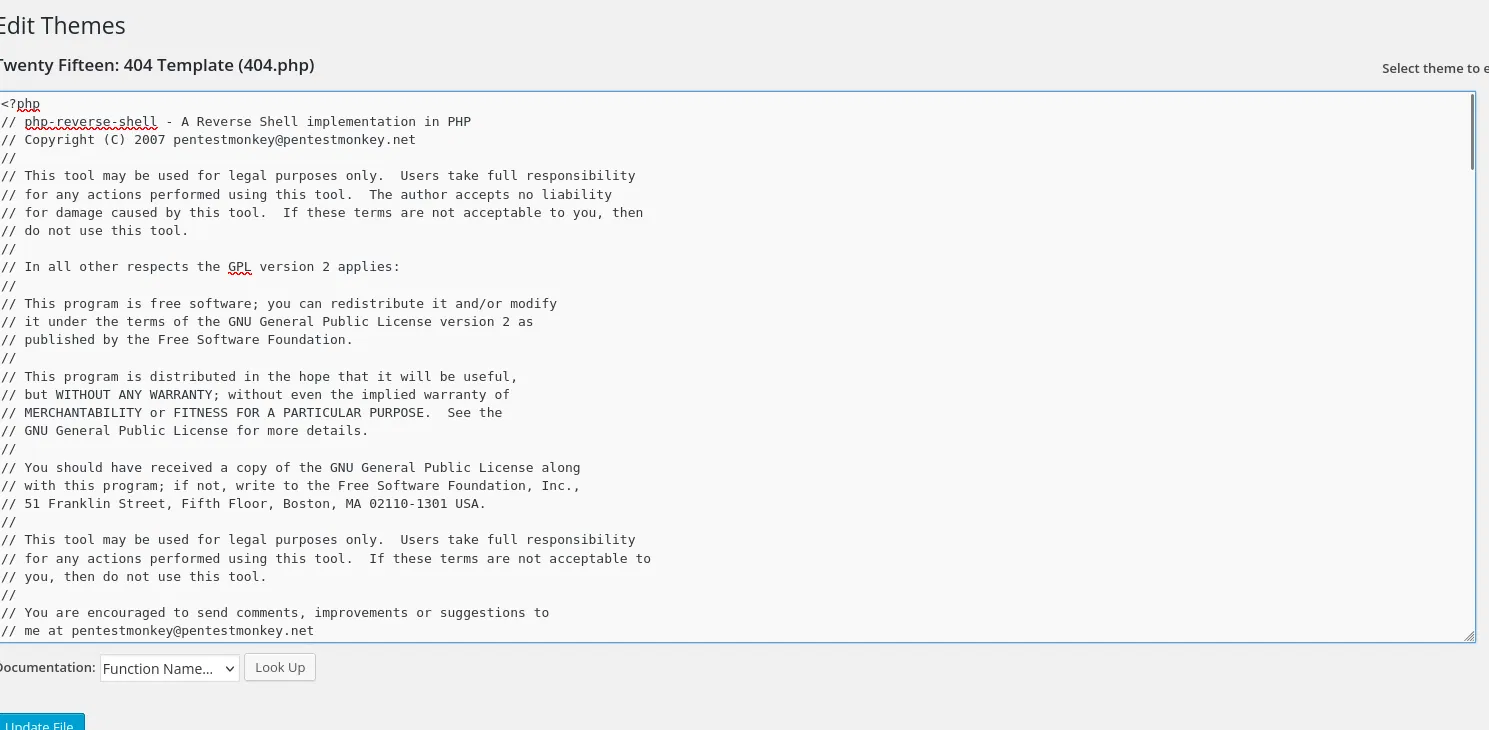 Edit Themes
Twenty Fifteen: 404 Template (404.php)
Select theme to e
<?php
// php-reverse-shell - A Reverse Shell implementation in PHP
// Copyright (C) 2007 pentestmonkey@pentestmonkey.net
//
// This tool may be used for legal purposes only.  Users take full responsibility
// for any actions performed using this tool.  The author accepts no liability
// for damage caused by this tool.  If these terms are not acceptable to you, then
// do not use this tool.
//
// In all other respects the GPL version 2 applies:
//
// This program is free software; you can redistribute it and/or modify
// it under the terms of the GNU General Public License version 2 as
// published by the Free Software Foundation.
//
// This program is distributed in the hope that it will be useful,
// but WITHOUT ANY WARRANTY; without even the implied warranty of
// MERCHANTABILITY or FITNESS FOR A PARTICULAR PURPOSE.  See the
// GNU General Public License for more details.
//
// You should have received a copy of the GNU General Public License along
// with this program; if not, write to the Free Software Foundation, Inc.,
// 51 Franklin Street, Fifth Floor, Boston, MA 02110-1301 USA.
//
// This tool may be used for legal purposes only.  Users take full responsibility
// for any actions performed using this tool.  If these terms are not acceptable to
// you, then do not use this tool.
//
// You are encouraged to send comments, improvements or suggestions to
// me at pentestmonkey@pentestmonkey.net
Documentation: Function Name... Look Up
Update File